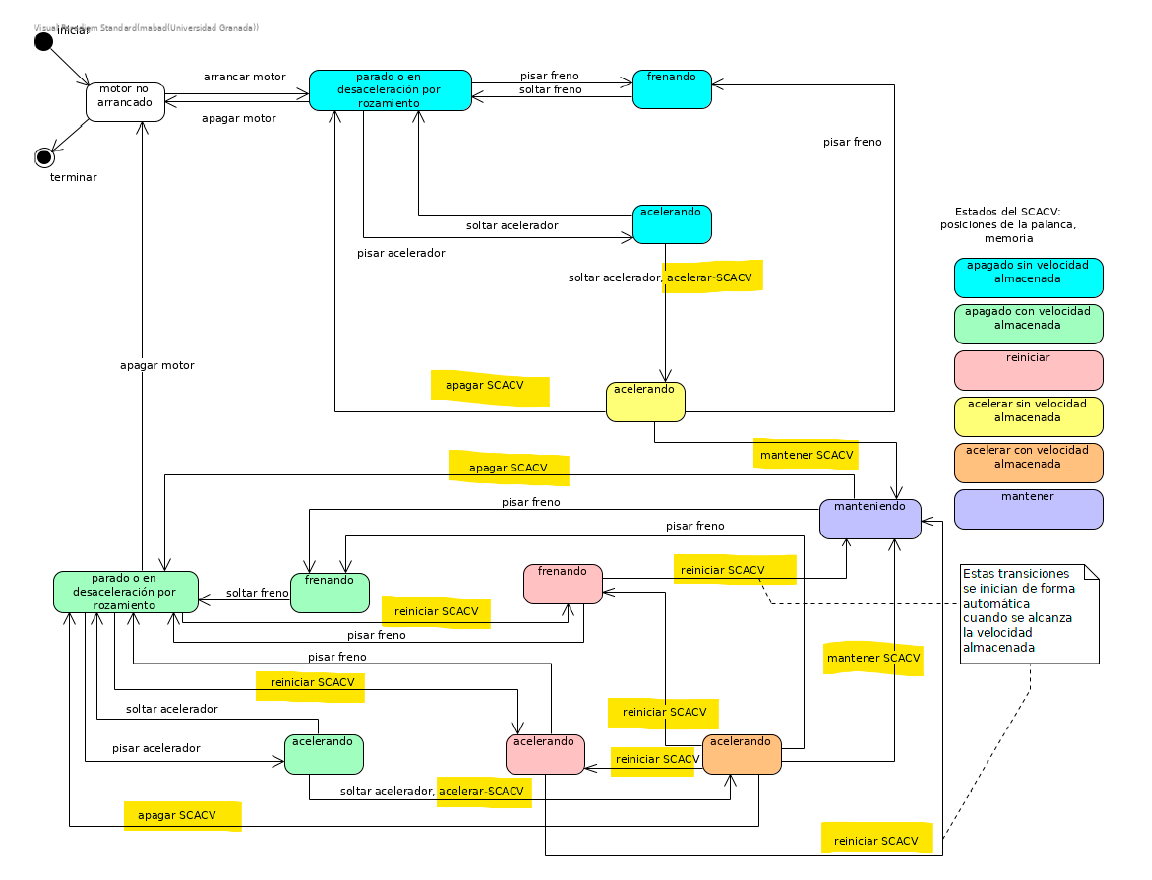 Visual Paradigm Standard(mabad(Universidad Granada))
iniciar
motor no
arrancado
arrancar motor
apagar motor
terminar
parado o en
desaceleración por
rozamiento
pisar freno
soltar freno
frenando
pisar freno
acelerando
soltar acelerador
pisar acelerador
soltar acelerador, acelerar-SCACV
Estados del SCACV:
posiciones de la palanca,
memoria
apagado sin velocidad
almacenada
apagado con velocidad
almacenada
reiniciar
acelerar sin velocidad
almacenada
acelerar con velocidad
almacenada
mantener
apagar motor
apagar SCACV
acelerando
mantener SCACV
apagar SCACV
manteniendo
pisar freno
pisar freno
parado o en
desaceleración por
rozamiento
soltar freno
frenando
frenando
reiniciar SCACV
reiniciar SCACV
Estas transiciones
se inician de forma
automática
cuando se alcanza
la velocidad
almacenada
pisar freno
pisar freno
mantener SCACV
reiniciar SCACV
soltar acelerador
reiniciar SCACV
pisar acelerador
acelerando
acelerando
reiniciar SCACV
acelerando
soltar acelerador, acelerar-SCACV
apagar SCACV
reiniciar SCACV